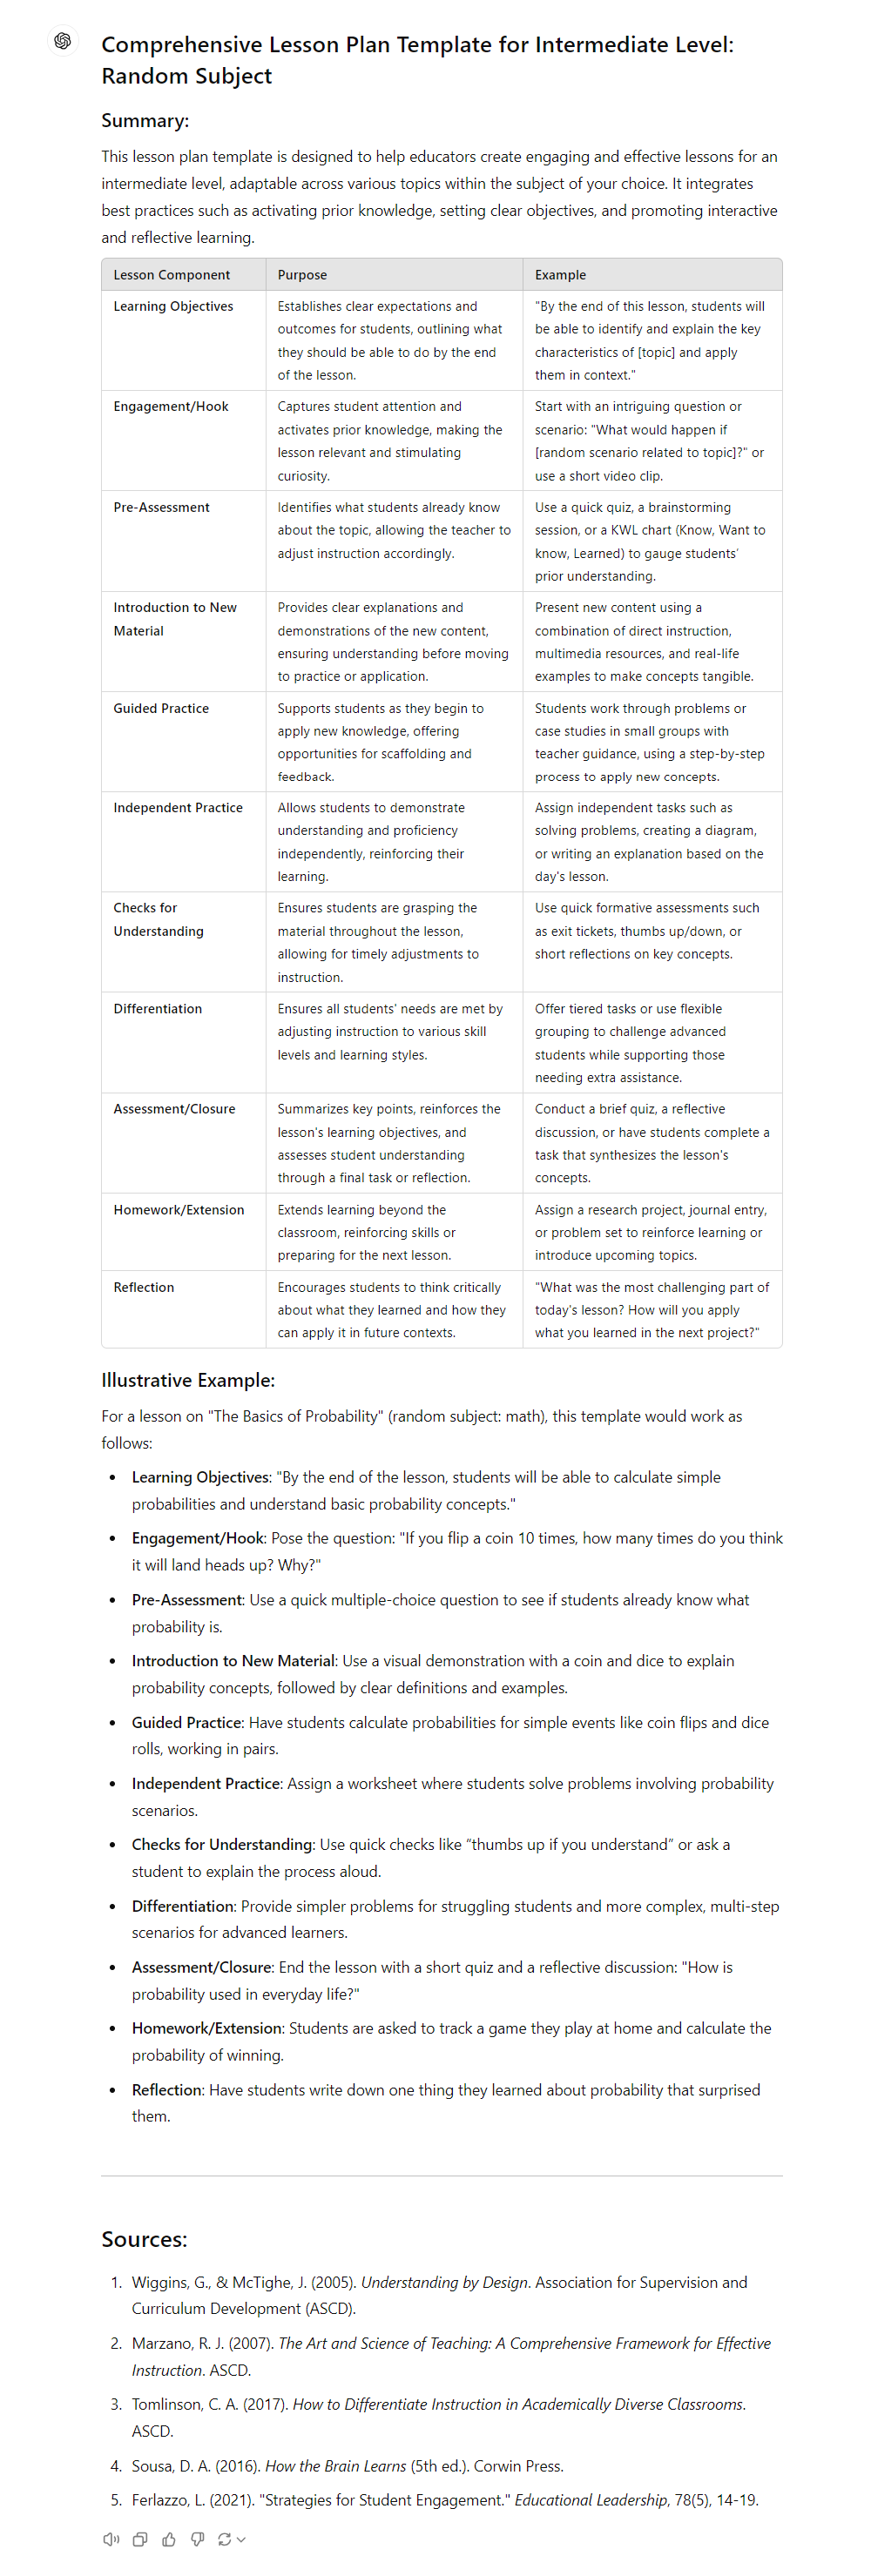 Comprehensive Lesson Plan Template for Intermediate Level:
Random Subject
Summary:
This lesson plan template is designed to help educators create engaging and effective lessons for an
intermediate level, adaptable across various topics within the subject of your choice. It integrates
best practices such as activating prior knowledge, setting clear objectives, and promoting interactive
and reflective learning.
Lesson Component
Purpose
Example
Learning Objectives
Establishes clear expectations and
outcomes for students, outlining what
they should be able to do by the end
of the lesson.
"By the end of this lesson, students will
be able to identify and explain the key
characteristics of [topic] and apply
them in context."
Engagement/Hook
Captures student attention and
activates prior knowledge, making the
lesson relevant and stimulating
curiosity.
Start with an intriguing question or
scenario: "What would happen if
[random scenario related to topic]?" or
use a short video clip.
Pre-Assessment
Identifies what students already know
about the topic, allowing the teacher to
adjust instruction accordingly.
Use a quick quiz, a brainstorming
session, or a KWL chart (Know, Want to
know, Learned) to gauge students'
prior understanding.
Introduction to New
Material
Provides clear explanations and
demonstrations of the new content,
ensuring understanding before moving
to practice or application.
Present new content using a
combination of direct instruction,
multimedia resources, and real-life
examples to make concepts tangible.
Guided Practice
Supports students as they begin to
apply new knowledge, offering
opportunities for scaffolding and
feedback.
Students work through problems or
case studies in small groups with
teacher guidance, using a step-by-step
process to apply new concepts.
Independent Practice
Allows students to demonstrate
understanding and proficiency
independently, reinforcing their
learning.
Assign independent tasks such as
solving problems, creating a diagram,
or writing an explanation based on the
day's lesson.
Checks for
Understanding
Ensures students are grasping the
material throughout the lesson,
allowing for timely adjustments to
instruction.
Use quick formative assessments such
as exit tickets, thumbs up/down, or
short reflections on key concepts.
Differentiation
Ensures all students' needs are met by
adjusting instruction to various skill
levels and learning styles.
Offer tiered tasks or use flexible
grouping to challenge advanced
students while supporting those
needing extra assistance.
Assessment/Closure
Summarizes key points, reinforces the
lesson's learning objectives, and
assesses student understanding
through a final task or reflection.
Conduct a brief quiz, a reflective
discussion, or have students complete a
task that synthesizes the lesson's
concepts.
Homework/Extension
Extends learning beyond the
classroom, reinforcing skills or
preparing for the next lesson.
Assign a research project, journal entry,
or problem set to reinforce learning or
introduce upcoming topics.
Reflection
Encourages students to think critically
about what they learned and how they
can apply it in future contexts.
"What was the most challenging part of
today's lesson? How will you apply
what you learned in the next project?"
Illustrative Example:
For a lesson on "The Basics of Probability" (random subject: math), this template would work as
follows:
• Learning Objectives: "By the end of the lesson, students will be able to calculate simple
probabilities and understand basic probability concepts."
• Engagement/Hook: Pose the question: "If you flip a coin 10 times, how many times do you think
it will land heads up? Why?"
• Pre-Assessment: Use a quick multiple-choice question to see if students already know what
probability is.
• Introduction to New Material: Use a visual demonstration with a coin and dice to explain
probability concepts, followed by clear definitions and examples.
• Guided Practice: Have students calculate probabilities for simple events like coin flips and dice
rolls, working in pairs.
• Independent Practice: Assign a worksheet where students solve problems involving probability
scenarios.
• Checks for Understanding: Use quick checks like “thumbs up if you understand” or ask a
student to explain the process aloud.
• Differentiation: Provide simpler problems for struggling students and more complex, multi-step
scenarios for advanced learners.
• Assessment/Closure: End the lesson with a short quiz and a reflective discussion: "How is
probability used in everyday life?"
• Homework/Extension: Students are asked to track a game they play at home and calculate the
probability of winning.
• Reflection: Have students write down one thing they learned about probability that surprised
them.
Sources:
1. Wiggins, G., & McTighe, J. (2005). Understanding by Design. Association for Supervision and
Curriculum Development (ASCD).
2. Marzano, R. J. (2007). The Art and Science of Teaching: A Comprehensive Framework for Effective
Instruction. ASCD.
3. Tomlinson, C. A. (2017). How to Differentiate Instruction in Academically Diverse Classrooms.
ASCD.
4. Sousa, D. A. (2016). How the Brain Learns (5th ed.). Corwin Press.
5. Ferlazzo, L. (2021). "Strategies for Student Engagement." Educational Leadership, 78(5), 14-19.